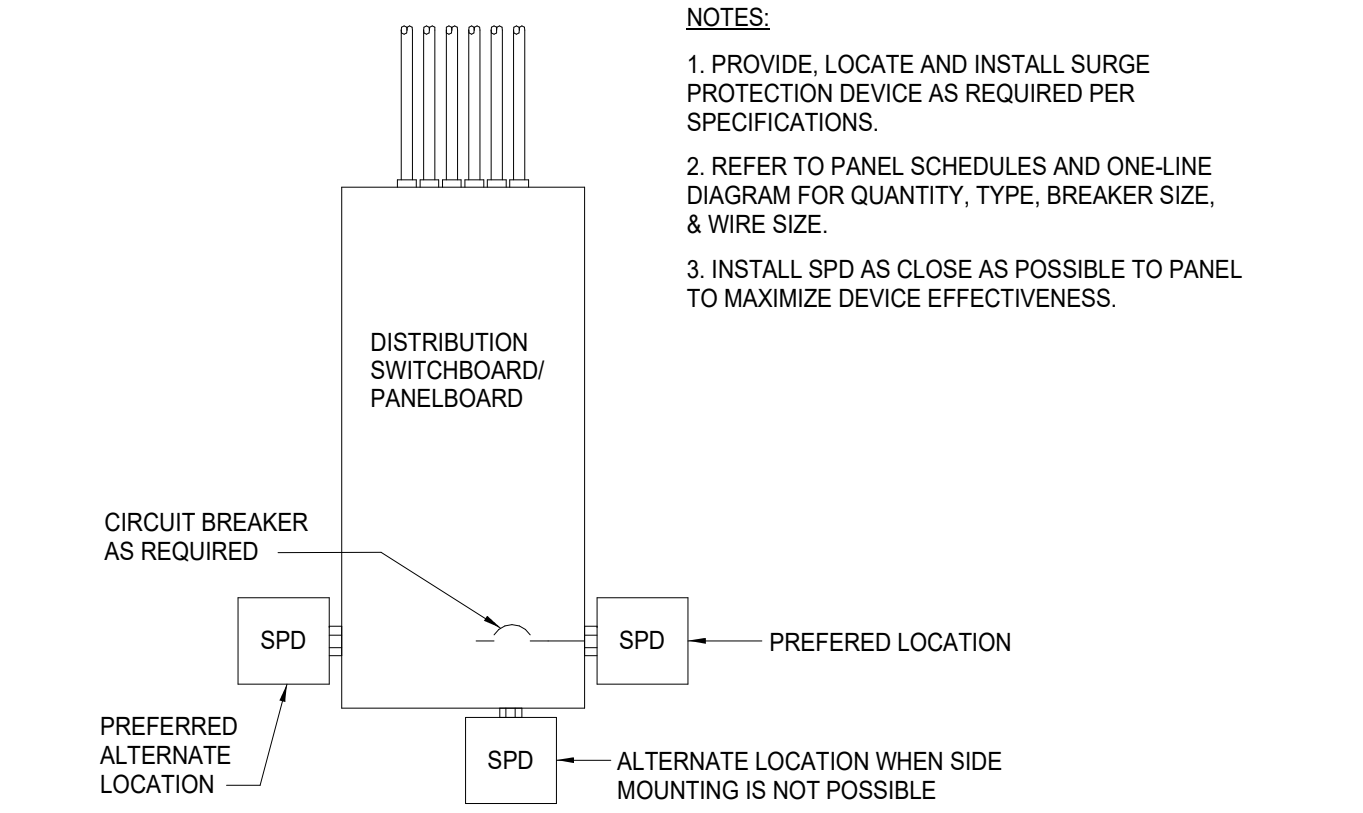 NOTES:
1. PROVIDE, LOCATE AND INSTALL SURGE
PROTECTION DEVICE AS REQUIRED PER
SPECIFICATIONS.
2. REFER TO PANEL SCHEDULES AND ONE-LINE
DIAGRAM FOR QUANTITY, TYPE, BREAKER SIZE,
& WIRE SIZE.
3. INSTALL SPD AS CLOSE AS POSSIBLE TO PANEL
TO MAXIMIZE DEVICE EFFECTIVENESS.
DISTRIBUTION
SWITCHBOARD/
PANELBOARD
CIRCUIT BREAKER
AS REQUIRED
SPD
SPD
PREFERED LOCATION
PREFERRED
ALTERNATE
LOCATION
SPD
ALTERNATE LOCATION WHEN SIDE
MOUNTING IS NOT POSSIBLE